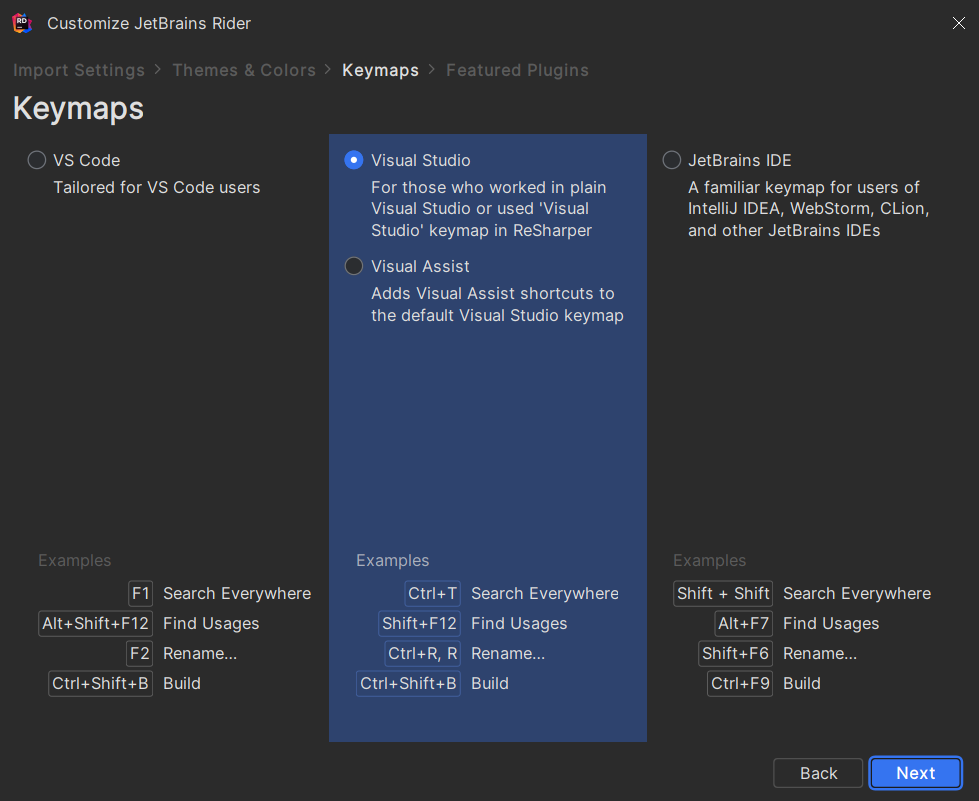 RD
Customize JetBrains Rider
Import Settings > Themes & Colors > Keymaps > Featured Plugins
Keymaps
VS Code
Tailored for VS Code users
Visual Studio
For those who worked in plain
Visual Studio or used 'Visual
Studio' keymap in ReSharper
Visual Assist
Adds Visual Assist shortcuts to
the default Visual Studio keymap
JetBrains IDE
A familiar keymap for users of
IntelliJ IDEA, WebStorm, CLion,
and other JetBrains IDEs
Examples
F1 Search Everywhere
Alt+Shift+F12 Find Usages
F2 Rename...
Ctrl+Shift+B Build
Examples
Ctrl+T Search Everywhere
Shift+F12 Find Usages
Ctrl+R, R Rename...
Ctrl+Shift+B Build
Examples
Shift + Shift Search Everywhere
Alt+F7 Find Usages
Shift+F6 Rename...
Ctrl+F9 Build
Back
Next